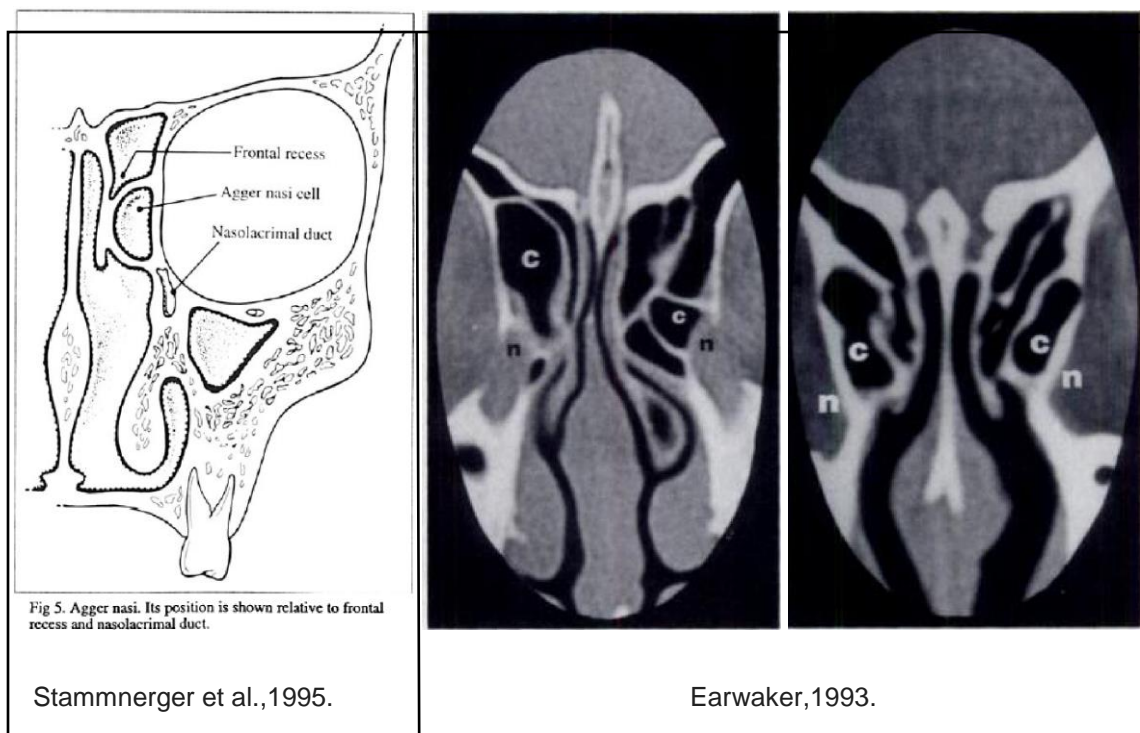 Frontal recess
Agger nasi cell
Nasolacrimal duct
Fig 5. Agger nasi. Its position is shown relative to frontal
recess and nasolacrimal duct.
c
c
n
n
c
c
n
n
Stammnerger et al.,1995.
Earwaker,1993.